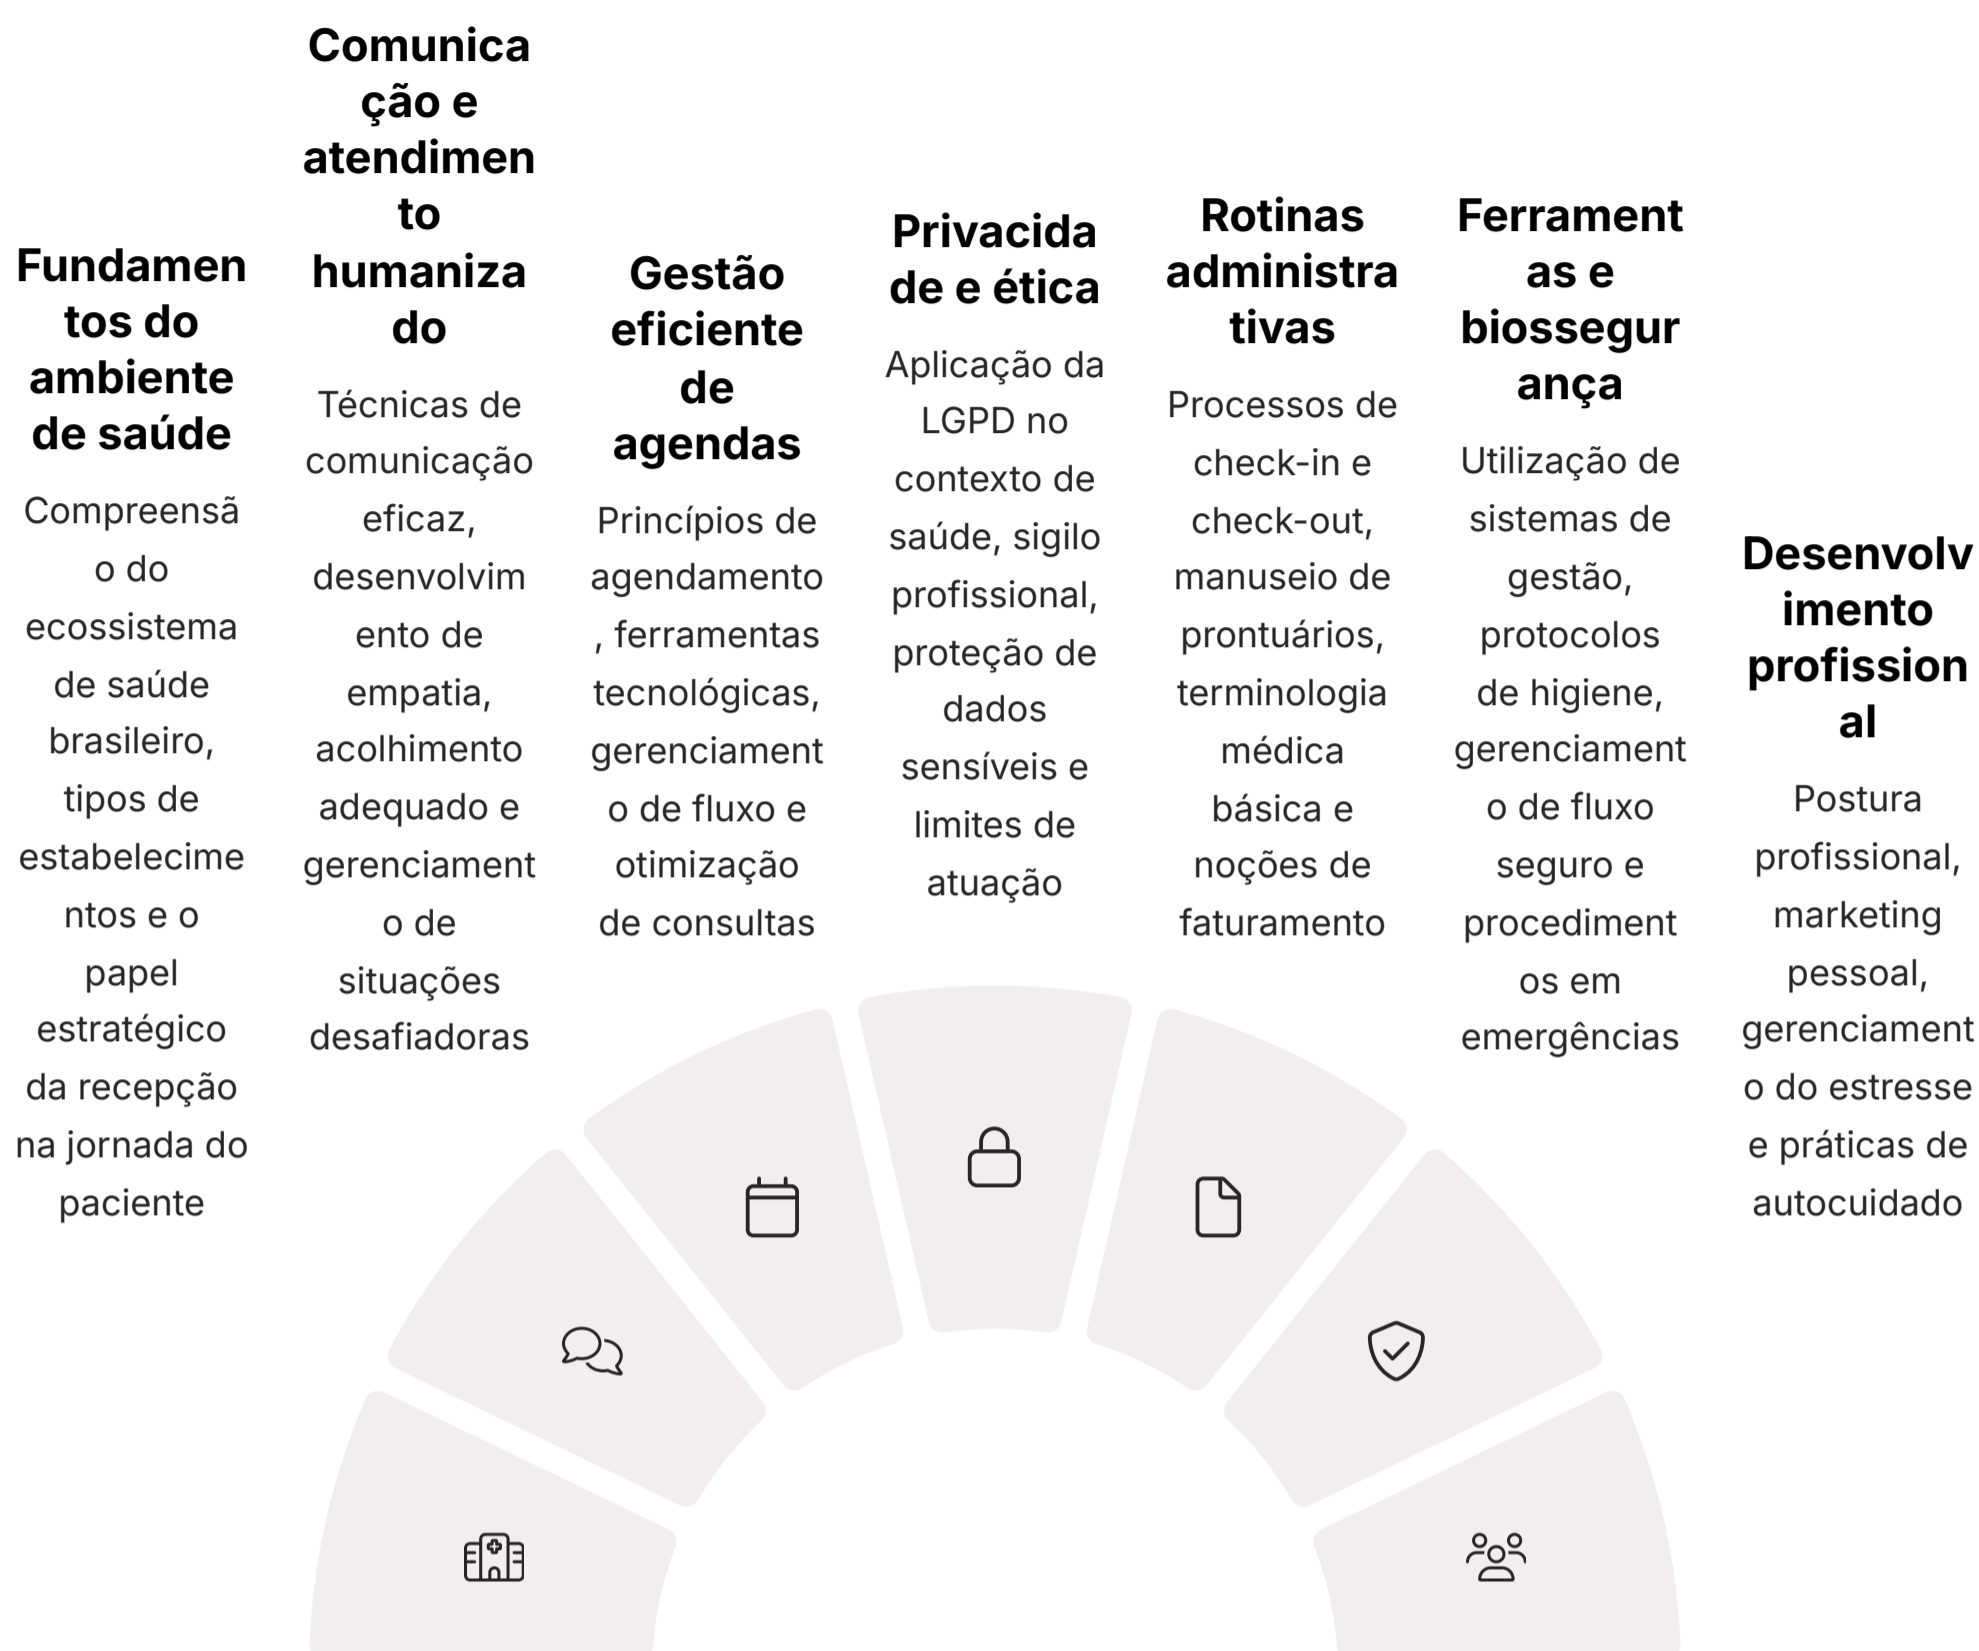 Fundamen
tos do
ambiente
de saúde
Compreensã
o do
ecossistema
de saúde
brasileiro,
tipos de
estabelecime
ntos e o
papel
estratégico
da recepção
na jornada do
paciente
Comunica
ção e
atendimen
to
humaniza
do
Técnicas de
comunicação
eficaz,
desenvolvim
ento de
empatia,
acolhimento
adequado e
gerenciament
o de
situações
desafiadoras
Gestão
eficiente
de
agendas
Princípios de
agendamento
, ferramentas
tecnológicas,
gerenciament
o de fluxo e
otimização
de consultas
Privacida
de e ética
Aplicação da
LGPD no
contexto de
saúde, sigilo
profissional,
proteção de
dados
sensíveis e
limites de
atuação
Rotinas
administra
tivas
Processos de
check-in e
check-out,
manuseio de
prontuários,
terminologia
médica
básica e
noções de
faturamento
Ferrament
as e
biossegur
ança
Utilização de
sistemas de
gestão,
protocolos
de higiene,
gerenciament
o de fluxo
seguro e
procediment
os em
emergências
Desenvolv
imento
profission
al
Postura
profissional,
marketing
pessoal,
gerenciament
o do estresse
e práticas de
autocuidado